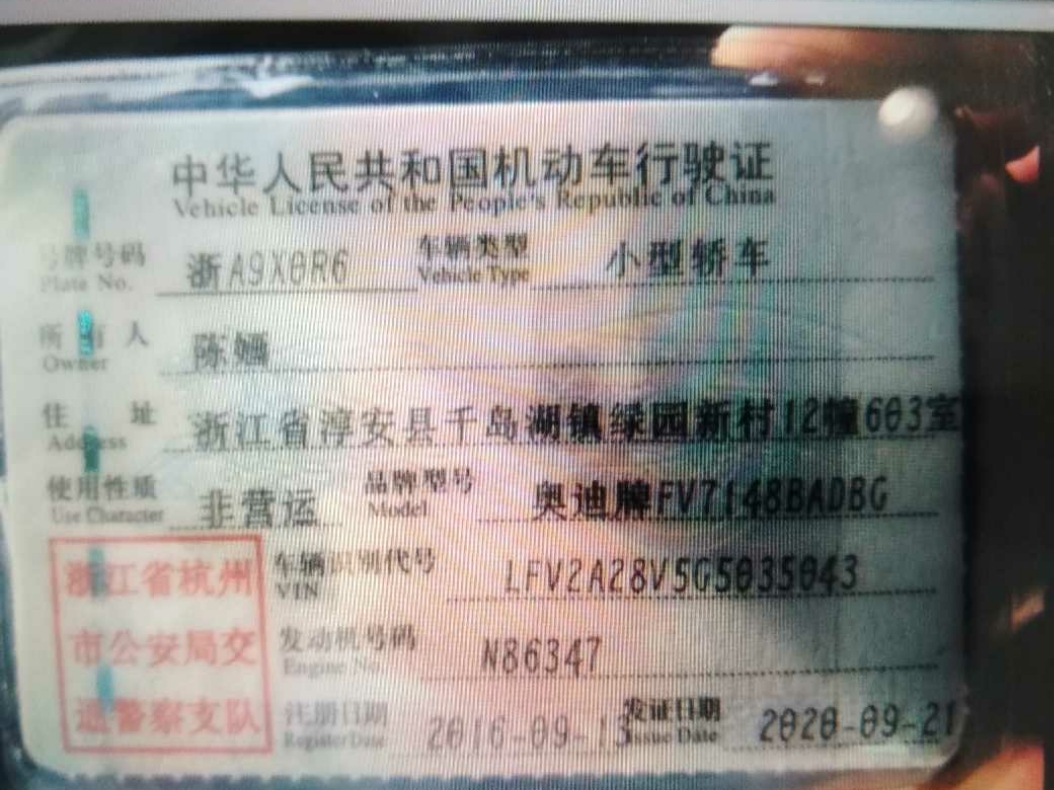 中华人民共和国机动车行驶证
Vehicle License of the People's Republic of China
号牌号码 浙A9X0R6 车辆类型 小型轿车
Plate No. Vehicle Type
所有人 陈
Owner
住址 浙江省淳安县千岛湖镇绿园新村12幢603室
Address
使用性质 非营运 品牌型号 奥迪牌FV7148BADBG
Use Character Model
浙江省杭州 车辆识别代号 LFV2A28V5G5035043
VIN
市公安局交 发动机号码 N86347
Engine No.
通警察支队 注册日期 2016-09-13 发证日期 2020-09-21
Register Date Issue Date